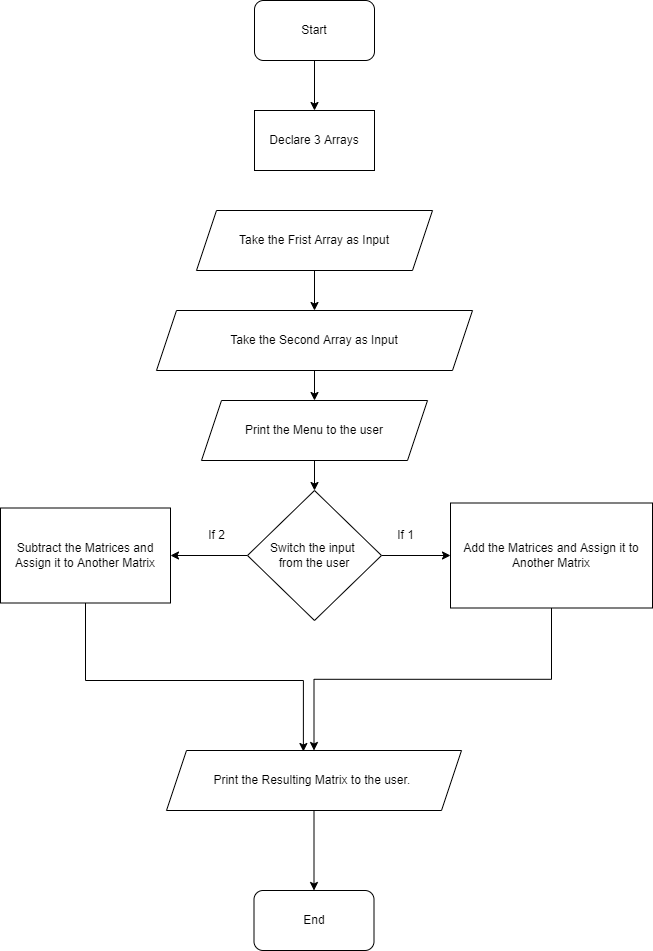 Start
Declare 3 Arrays
Take the Frist Array as Input
Take the Second Array as Input
Print the Menu to the user
If 2
If 1
Subtract the Matrices and
Assign it to Another Matrix
Switch the input
from the user
Add the Matrices and Assign it to
Another Matrix
Print the Resulting Matrix to the user.
End